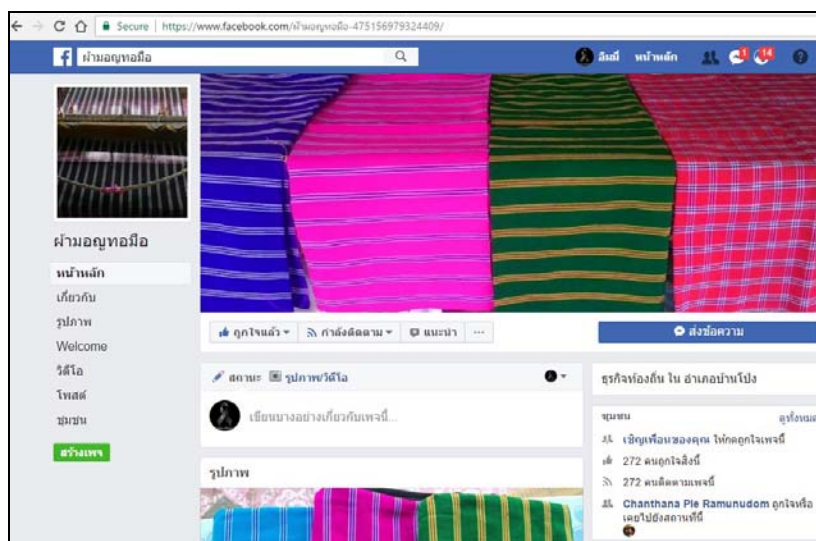 Secure | https://www.facebook.com/ผ้ามอญทอมือ-475156979324409/
ผ้ามอญทอมือ
อิมมี่ หน้าหลัก 1 14
ผ้ามอญทอมือ
หน้าหลัก
เกี่ยวกับ
รูปภาพ
Welcome
วิดีโอ
โพสต์
ชุมชน
สร้างเพจ
ถูกใจแล้ว กำลังติดตาม แนะนำ ...
ส่งข้อความ
สถานะ รูปภาพ/วิดีโอ
เขียนบางอย่างเกี่ยวกับเพจนี้...
รูปภาพ
ธุรกิจท้องถิ่น ใน อำเภอบ้านโป่ง
ชุมชน ดูทั้งหมด
เชิญเพื่อนของคุณ ให้กดถูกใจเพจนี้
272 คนถูกใจสิ่งนี้
272 คนติดตามเพจนี้
Chanthana Ple Ramunudom ถูกใจหรือ
เคยไปยังสถานที่นี้